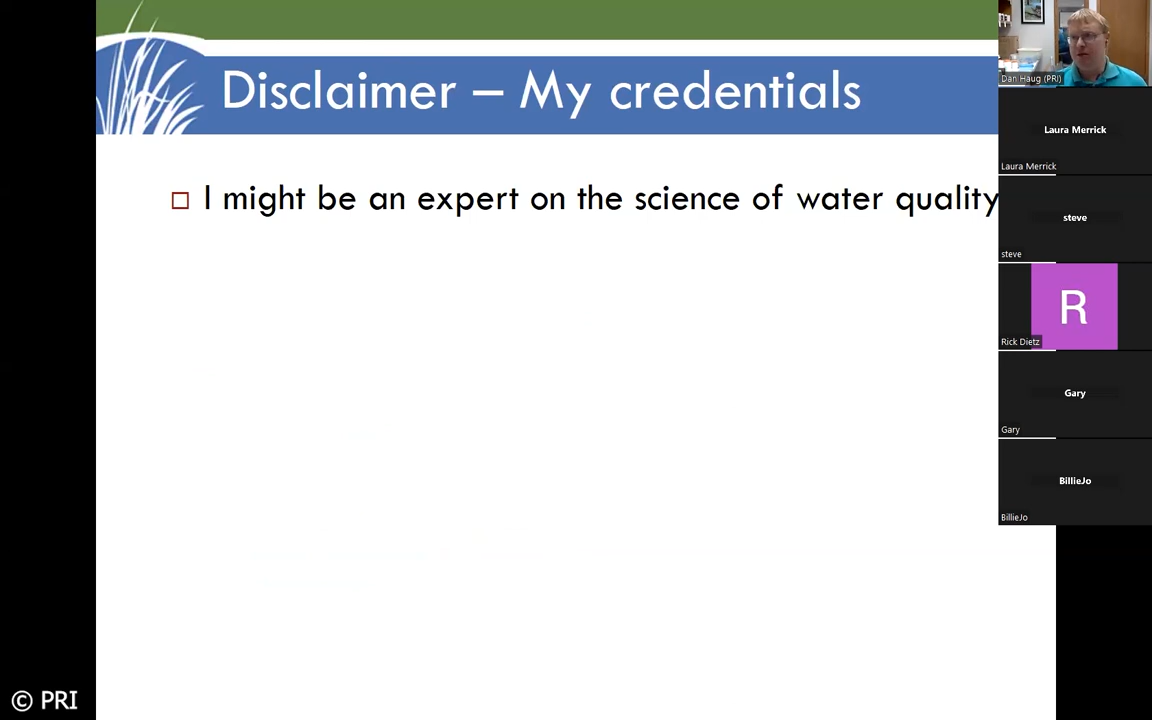 Disclaimer – My credentials
I might be an expert on the science of water quality
Dan Haug (PRI)
Laura Merrick
Laura Merrick
steve
steve
R
Rick Dietz
Gary
Gary
BillieJo
BillieJo
© PRI